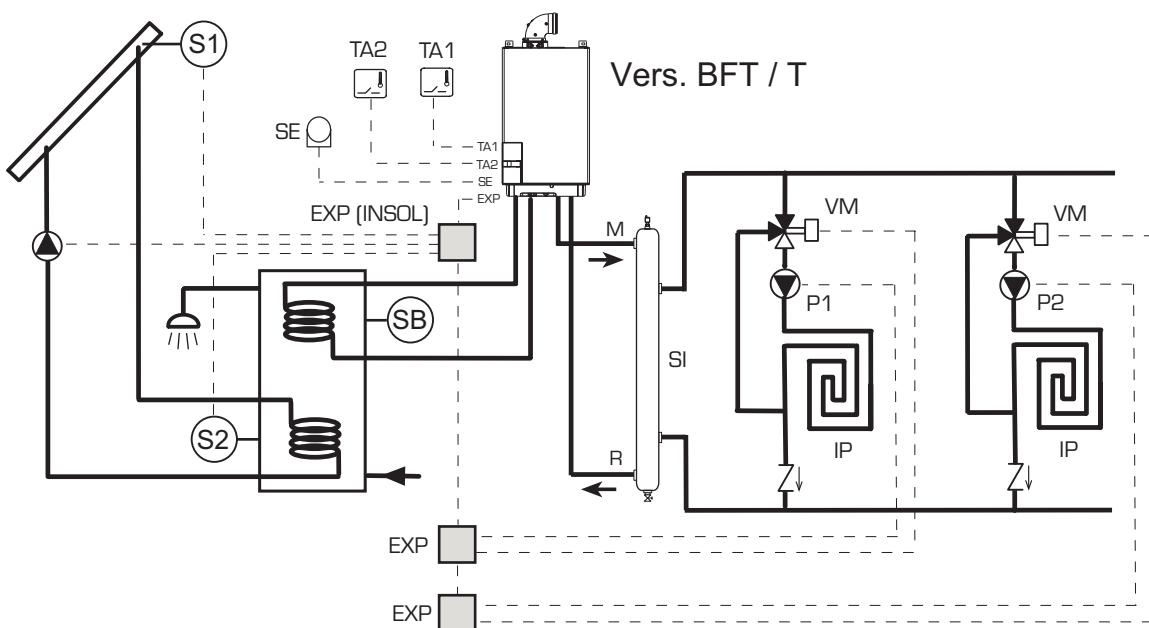 S1
TA2
TA1
Vers. BFT / T
SE
TA1
TA2
SE
EXP
EXP (INSOL)
M
VM
VM
P1
P2
SB
SI
S2
IP
IP
R
EXP
EXP